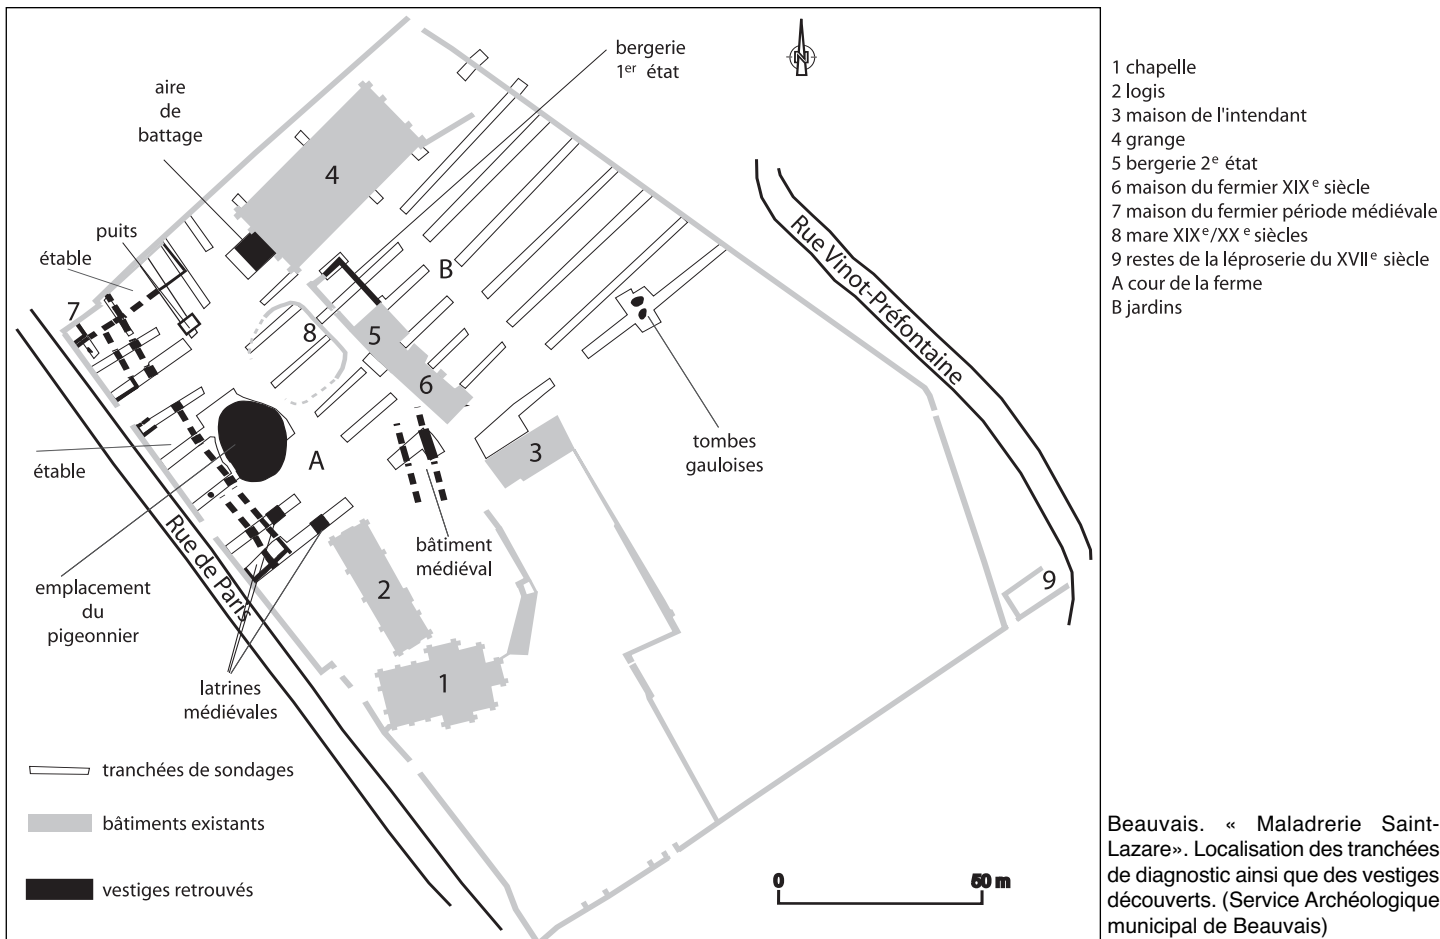 bergerie
1er état
aire
de
battage
N
4
puits
étable
7
B
8
5
6
Rue Vinot-Préfontaine
3
tombes
gauloises
A
étable
Rue de Paris
bâtiment
médiéval
2
9
emplacement
du
pigeonnier
1
latrines
médiévales
tranchées de sondages
bâtiments existants
vestiges retrouvés
0 50 m
1 chapelle
2 logis
3 maison de l'intendant
4 grange
5 bergerie 2e état
6 maison du fermier XIXe siècle
7 maison du fermier période médiévale
8 mare XIXe/XXe siècles
9 restes de la léproserie du XVIIe siècle
A cour de la ferme
B jardins
Beauvais. « Maladrerie Saint-
Lazare». Localisation des tranchées
de diagnostic ainsi que des vestiges
découverts. (Service Archéologique
municipal de Beauvais)